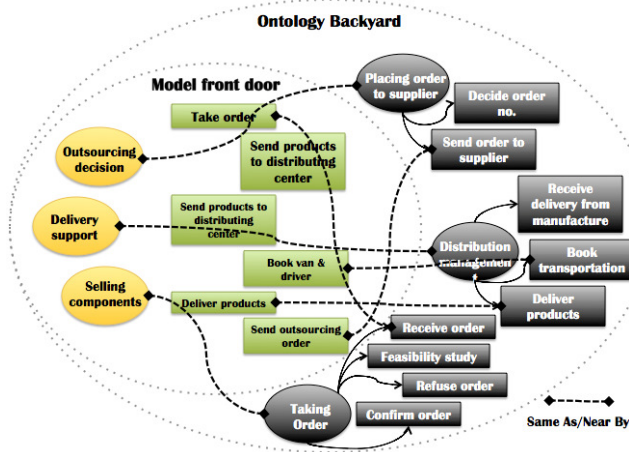 Ontology Backyard
Model front door
Placing order
to supplier
Decide order
no.
Take order
Send products
to distributing
center
Send order to
supplier
Outsourcing
decision
Receive
delivery from
manufacture
Send products to
distributing
center
Delivery
support
Distribution
management
Book
transportation
Book van &
driver
Selling
components
Deliver products
Deliver
products
Send outsourcing
order
Receive order
Feasibility study
Refuse order
Taking
Order
Confirm order
Same As/Near By